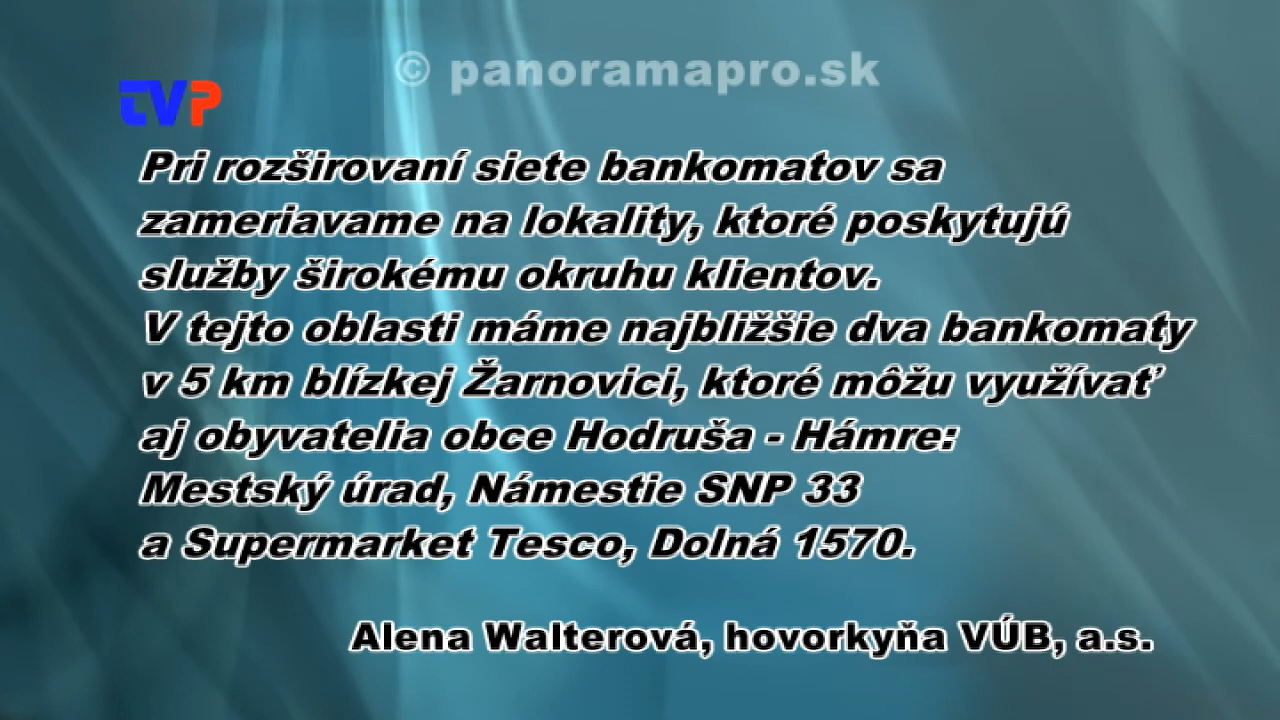 © panoramapro.sk
tVP
Pri rozširovaní siete bankomatov sa
zameriavame na lokality, ktoré poskytujú
služby širokému okruhu klientov.
V tejto oblasti máme najbližšie dva bankomaty
v 5 km blízkej Žarnovici, ktoré môžu využívať
aj obyvatelia obce Hodruša - Hámre:
Mestský úrad, Námestie SNP 33
a Supermarket Tesco, Dolná 1570.
Alena Walterová, hovorkyňa VÚB, a.s.